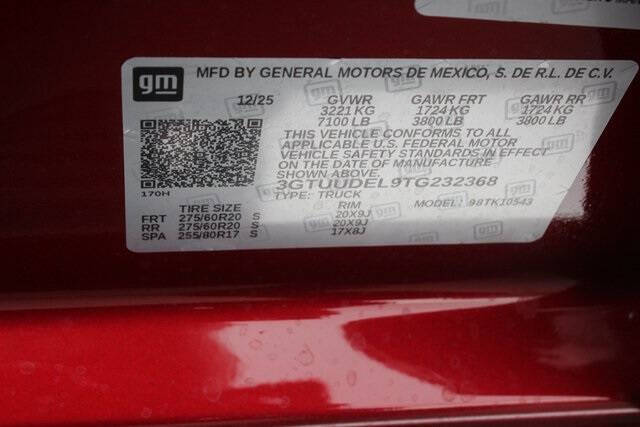 gm
MFD BY GENERAL MOTORS DE MEXICO, S. DE R.L. DE C.V.
12/25 GVWR GAWR FRT GAWR RR
3221 KG 1724 KG 1724 KG
7100 LB 3800 LB 3800 LB
THIS VEHICLE CONFORMS TO ALL
APPLICABLE U.S. FEDERAL MOTOR
VEHICLE SAFETY STANDARDS IN EFFECT
ON THE DATE OF MANUFACTURE
SHOWN ABOVE.
3GTUUDEL9TG232368
TYPE: TRUCK MODEL: 98TK10543
170H
TIRE SIZE RIM
FRT 275/60R20 S 20X9J
RR 275/60R20 S 20X9J
SPA 255/80R17 S 17X8J